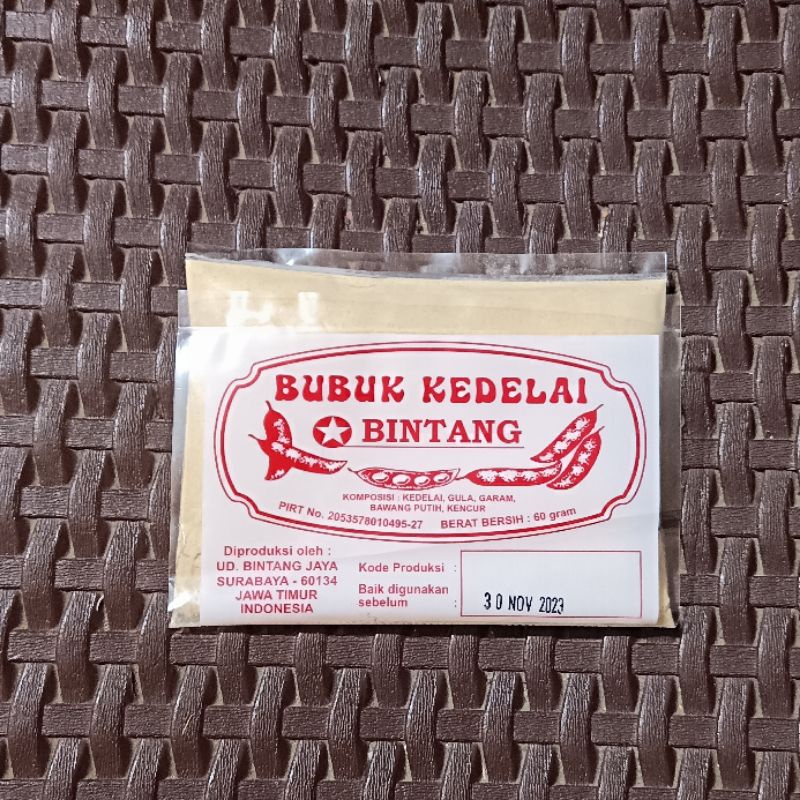 BUBUK KEDELAI
BINTANG
KOMPOSISI : KEDELAI, GULA, GARAM,
BAWANG PUTIH, KENCUR
PIRT No. 2053578010495-27 BERAT BERSIH : 60 gram
Diproduksi oleh :
UD. BINTANG JAYA
SURABAYA - 60134
JAWA TIMUR
INDONESIA
Kode Produksi :
Baik digunakan
sebelum : 30 NOV 2023